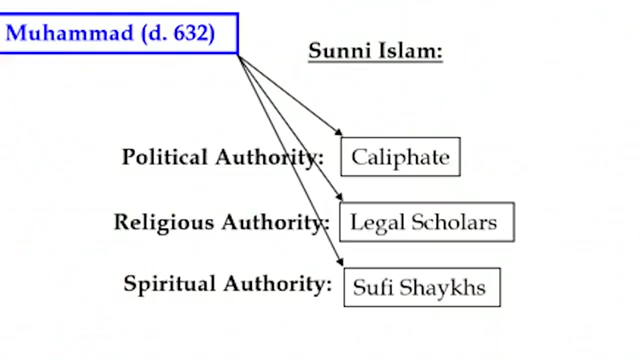 Muhammad (d. 632)
Sunni Islam:
Political Authority: Caliphate
Religious Authority: Legal Scholars
Spiritual Authority: Sufi Shaykhs